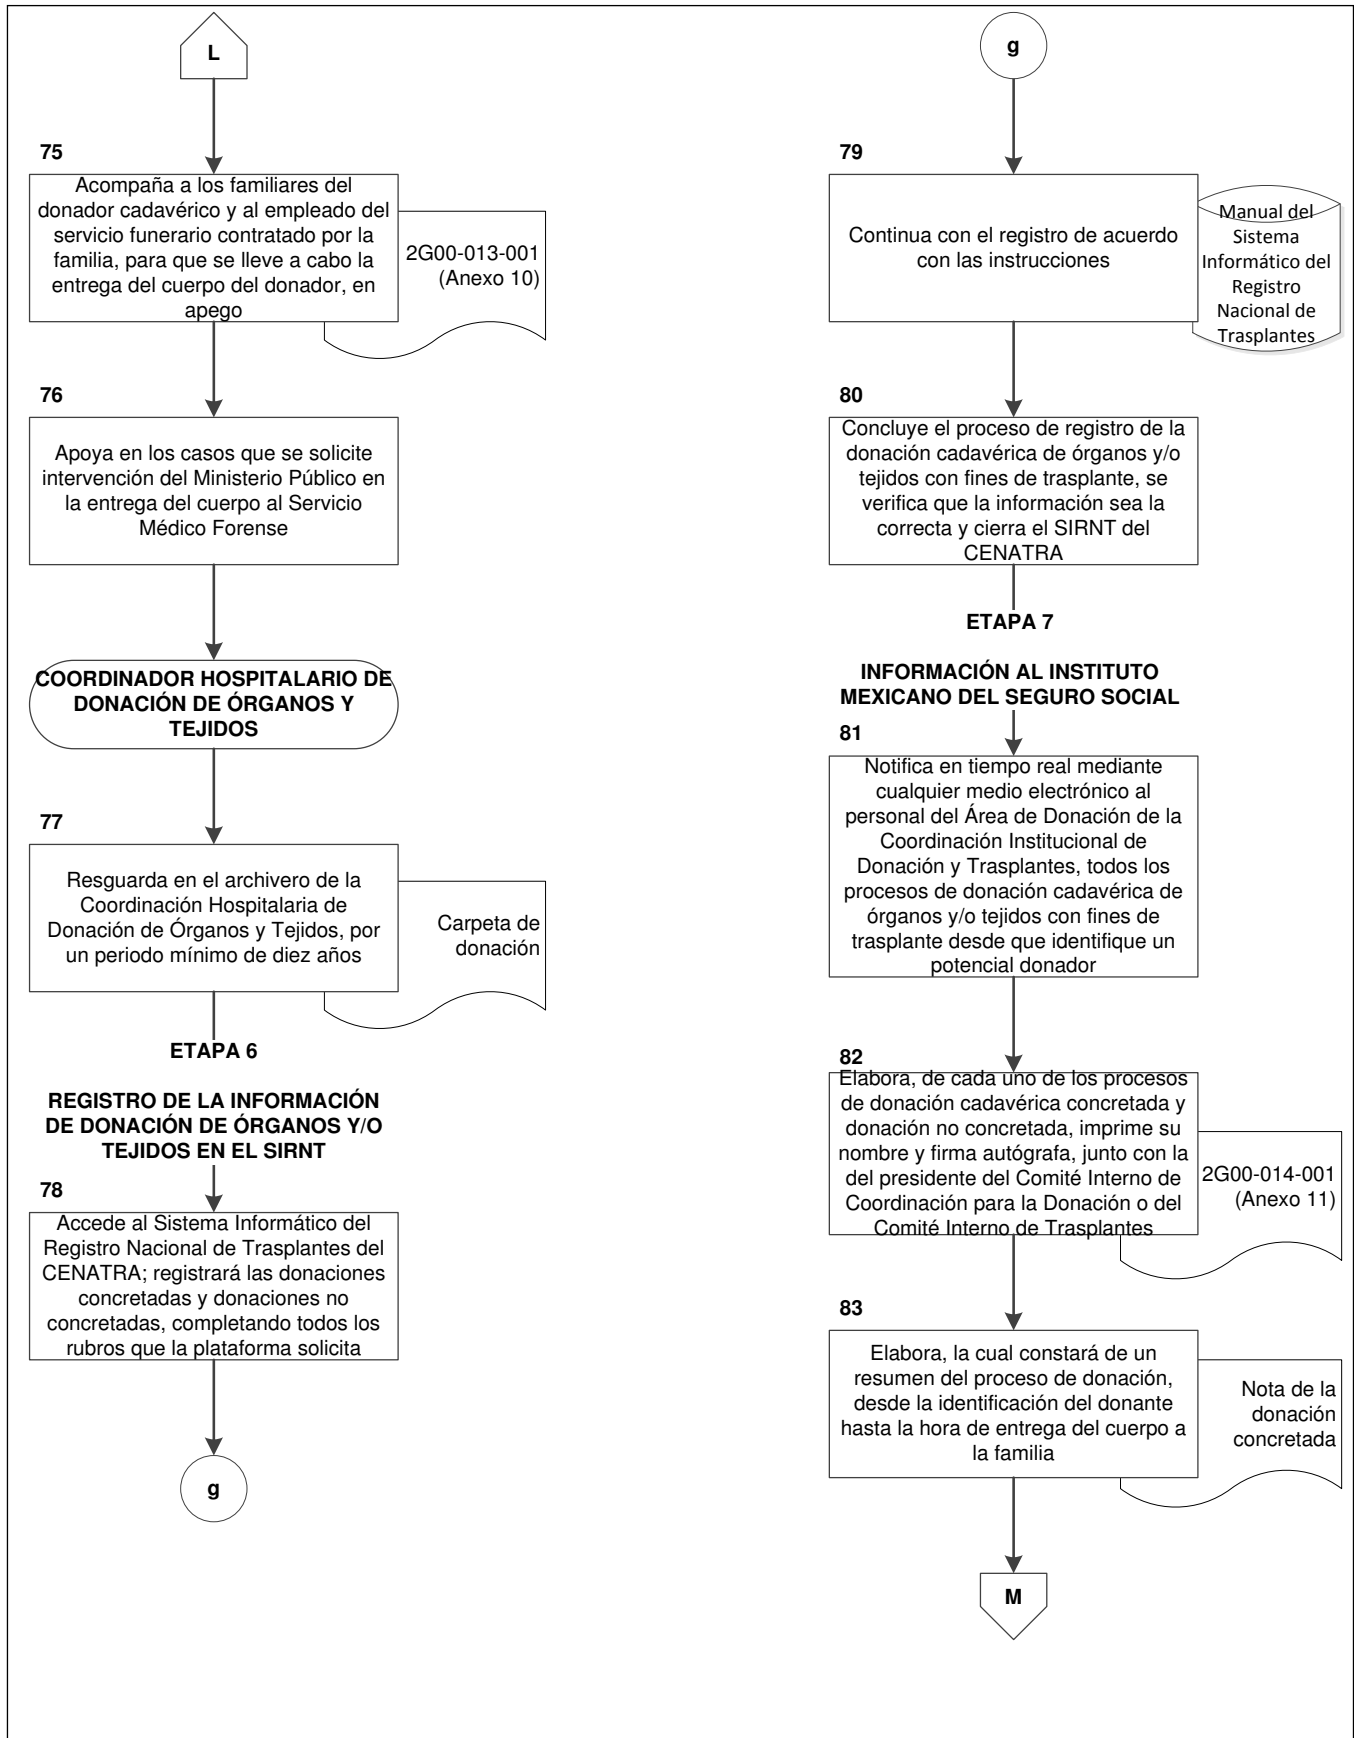 L
75
Acompaña a los familiares del
donador cadavérico y al empleado del
servicio funerario contratado por la
familia, para que se lleve a cabo la
entrega del cuerpo del donador, en
apego
2G00-013-001
(Anexo 10)
76
Apoya en los casos que se solicite
intervención del Ministerio Público en
la entrega del cuerpo al Servicio
Médico Forense
COORDINADOR HOSPITALARIO DE
DONACIÓN DE ÓRGANOS Y
TEJIDOS
77
Resguarda en el archivero de la
Coordinación Hospitalaria de
Donación de Órganos y Tejidos, por
un periodo mínimo de diez años
Carpeta de
donación
ETAPA 6
REGISTRO DE LA INFORMACIÓN
DE DONACIÓN DE ÓRGANOS Y/O
TEJIDOS EN EL SIRNT
78
Accede al Sistema Informático del
Registro Nacional de Trasplantes del
CENATRA; registrará las donaciones
concretadas y donaciones no
concretadas, completando todos los
rubros que la plataforma solicita
g
g
79
Continua con el registro de acuerdo
con las instrucciones
Manual del
Sistema
Informático del
Registro
Nacional de
Trasplantes
80
Concluye el proceso de registro de la
donación cadavérica de órganos y/o
tejidos con fines de trasplante, se
verifica que la información sea la
correcta y cierra el SIRNT del
CENATRA
ETAPA 7
INFORMACIÓN AL INSTITUTO
MEXICANO DEL SEGURO SOCIAL
81
Notifica en tiempo real mediante
cualquier medio electrónico al
personal del Área de Donación de la
Coordinación Institucional de
Donación y Trasplantes, todos los
procesos de donación cadavérica de
órganos y/o tejidos con fines de
trasplante desde que identifique un
potencial donador
82
Elabora, de cada uno de los procesos
de donación cadavérica concretada y
donación no concretada, imprime su
nombre y firma autógrafa, junto con la
del presidente del Comité Interno de
Coordinación para la Donación o del
Comité Interno de Trasplantes
2G00-014-001
(Anexo 11)
83
Elabora, la cual constará de un
resumen del proceso de donación,
desde la identificación del donante
hasta la hora de entrega del cuerpo a
la familia
Nota de la
donación
concretada
M